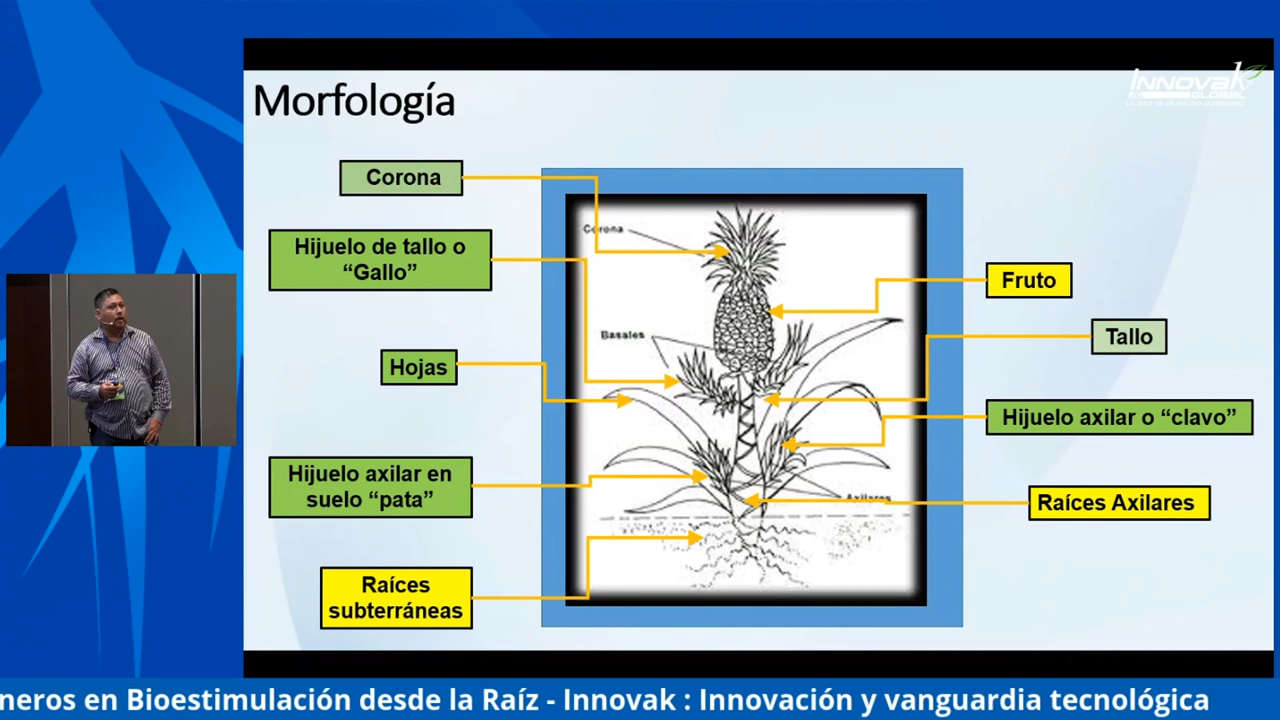 Morfología
Innovak
GLOBAL
Corona
Hijuelo de tallo o
“Gallo”
Hojas
Hijuelo axilar en
suelo “pata”
Raíces
subterráneas
Corona
Basales
Axilares
Fruto
Tallo
Hijuelo axilar o “clavo”
Raíces Axilares
neros en Bioestimulación desde la Raíz - Innovak : Innovación y vanguardia tecnológica